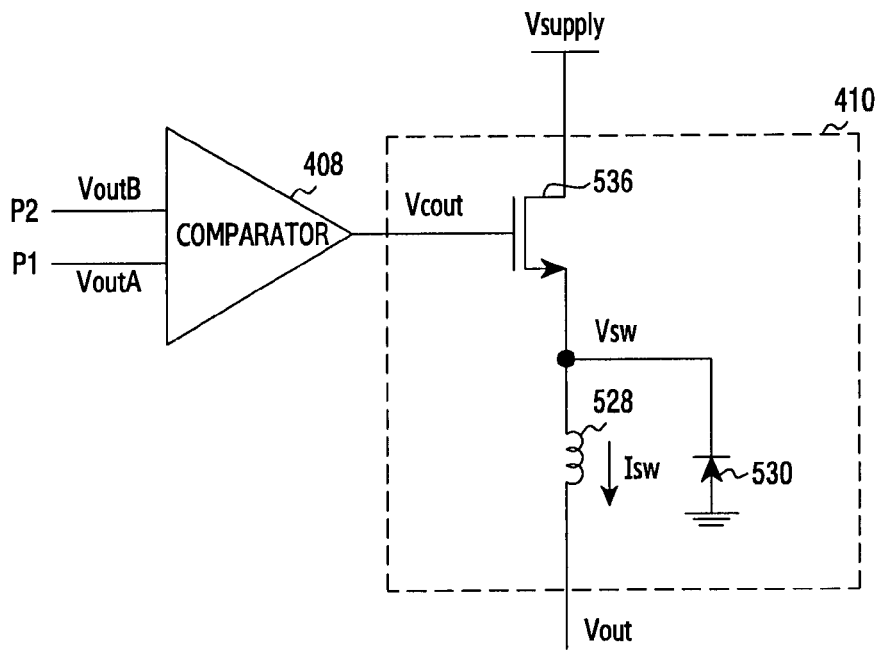 Vsupply
410
408
536
P2
VoutB
Vcout
COMPARATOR
P1
VoutA
Vsw
528
Isw
530
Vout